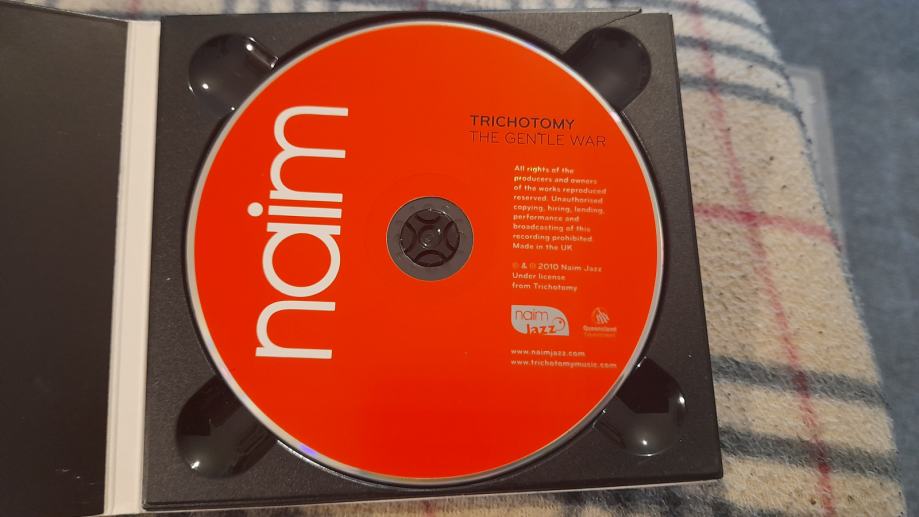 naim
TRICHOTOMY
THE GENTLE WAR
All rights of the
producers and owners
of the works reproduced
reserved. Unauthorised
copying, hiring, lending,
performance and
broadcasting of this
recording prohibited.
Made in the UK
℗ & © 2010 Naim Jazz
Under license
from Trichotomy
naim
jazz
Queensland
Government
www.naimjazz.com
www.trichotomymusic.com